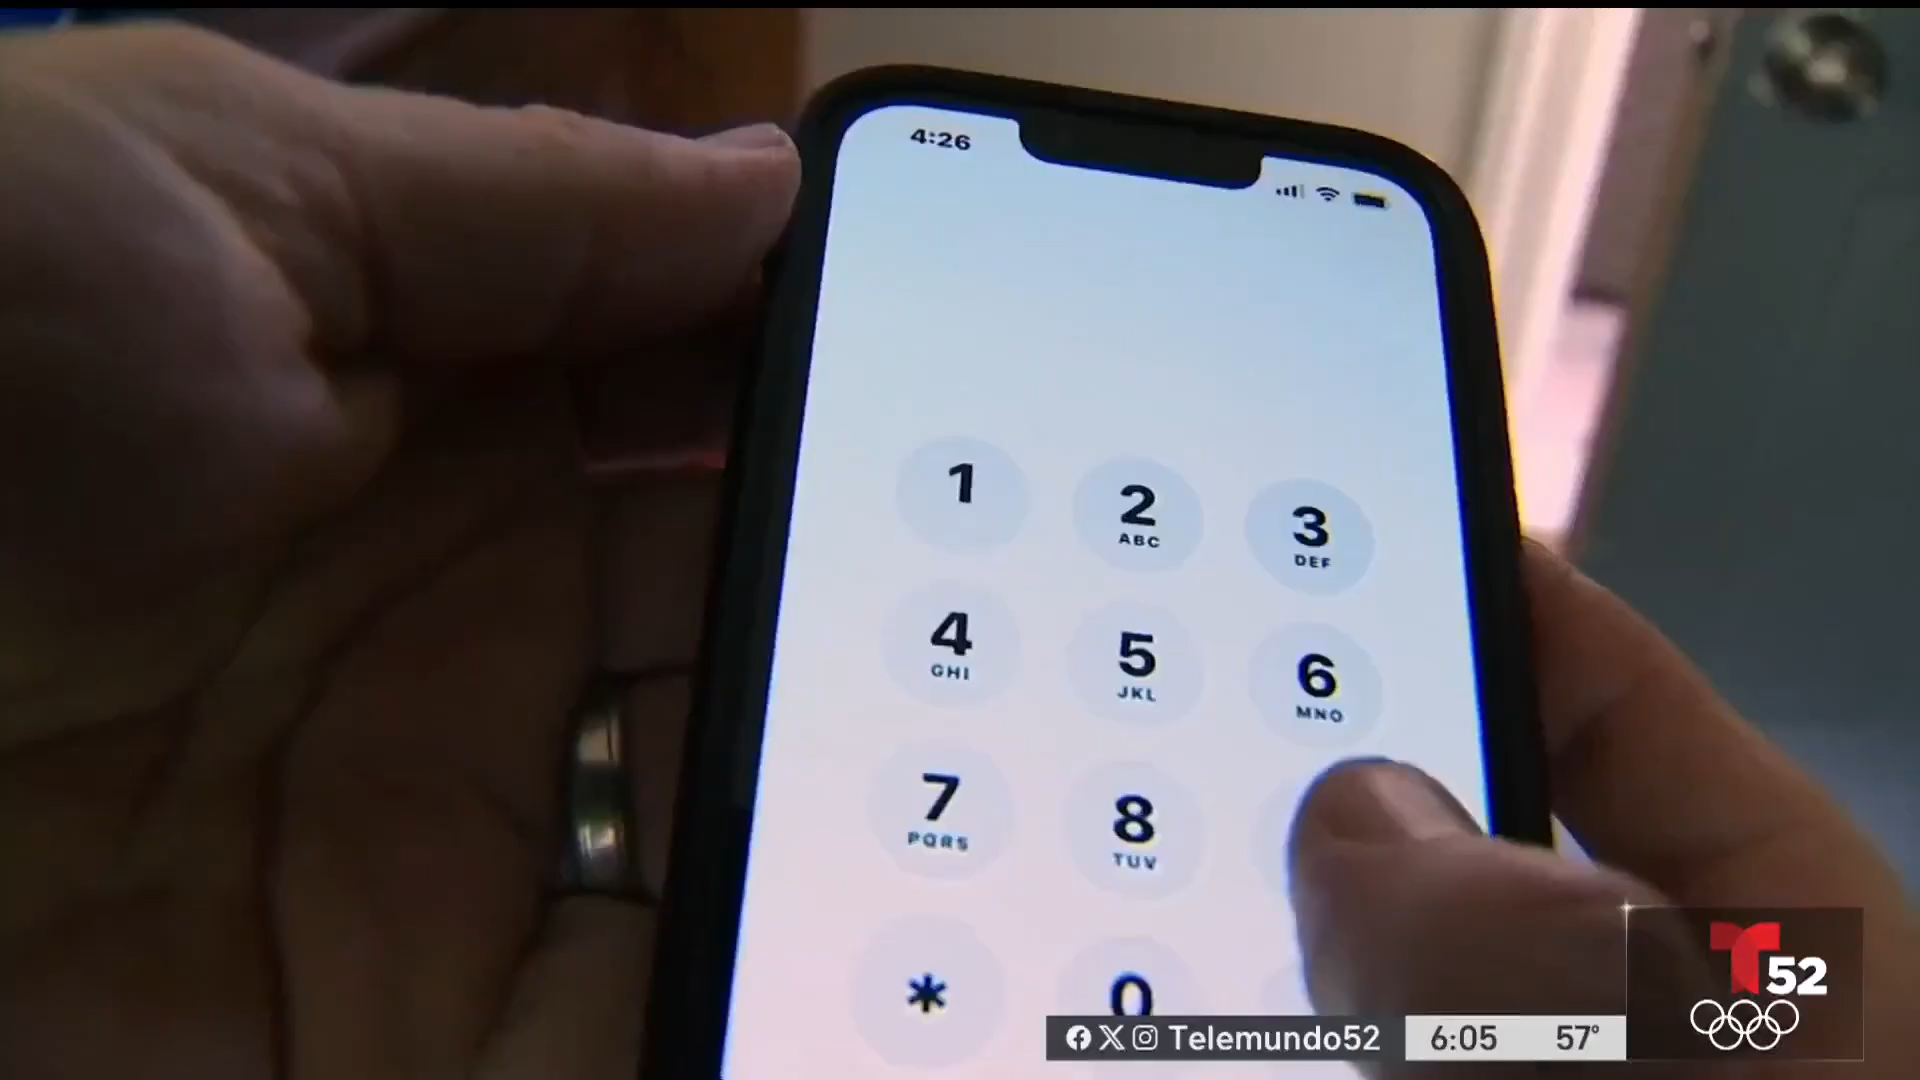 4:26
1
2
ABC
3
DEF
4
GHI
5
JKL
6
MNO
7
PQRS
8
TUV
*
0
Telemundo52
6:05 57°
T 52